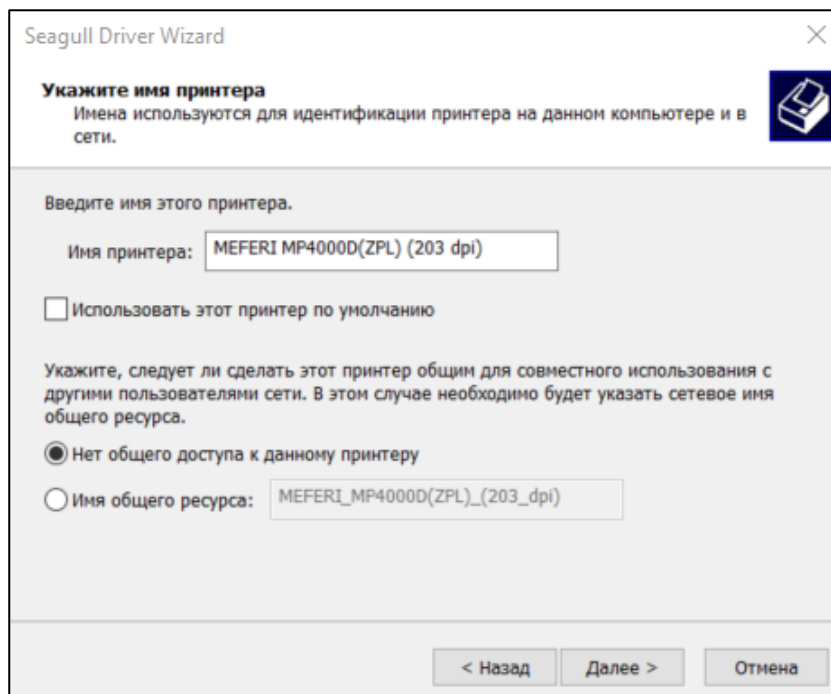 Seagull Driver Wizard
Укажите имя принтера
Имена используются для идентификации принтера на данном компьютере и в
сети.
Введите имя этого принтера.
Имя принтера: MEFERI MP4000D(ZPL) (203 dpi)
Использовать этот принтер по умолчанию
Укажите, следует ли сделать этот принтер общим для совместного использования с
другими пользователями сети. В этом случае необходимо будет указать сетевое имя
общего ресурса.
Нет общего доступа к данному принтеру
Имя общего ресурса: MEFERI_MP4000D(ZPL)_(203_dpi)
< Назад Далее > Отмена